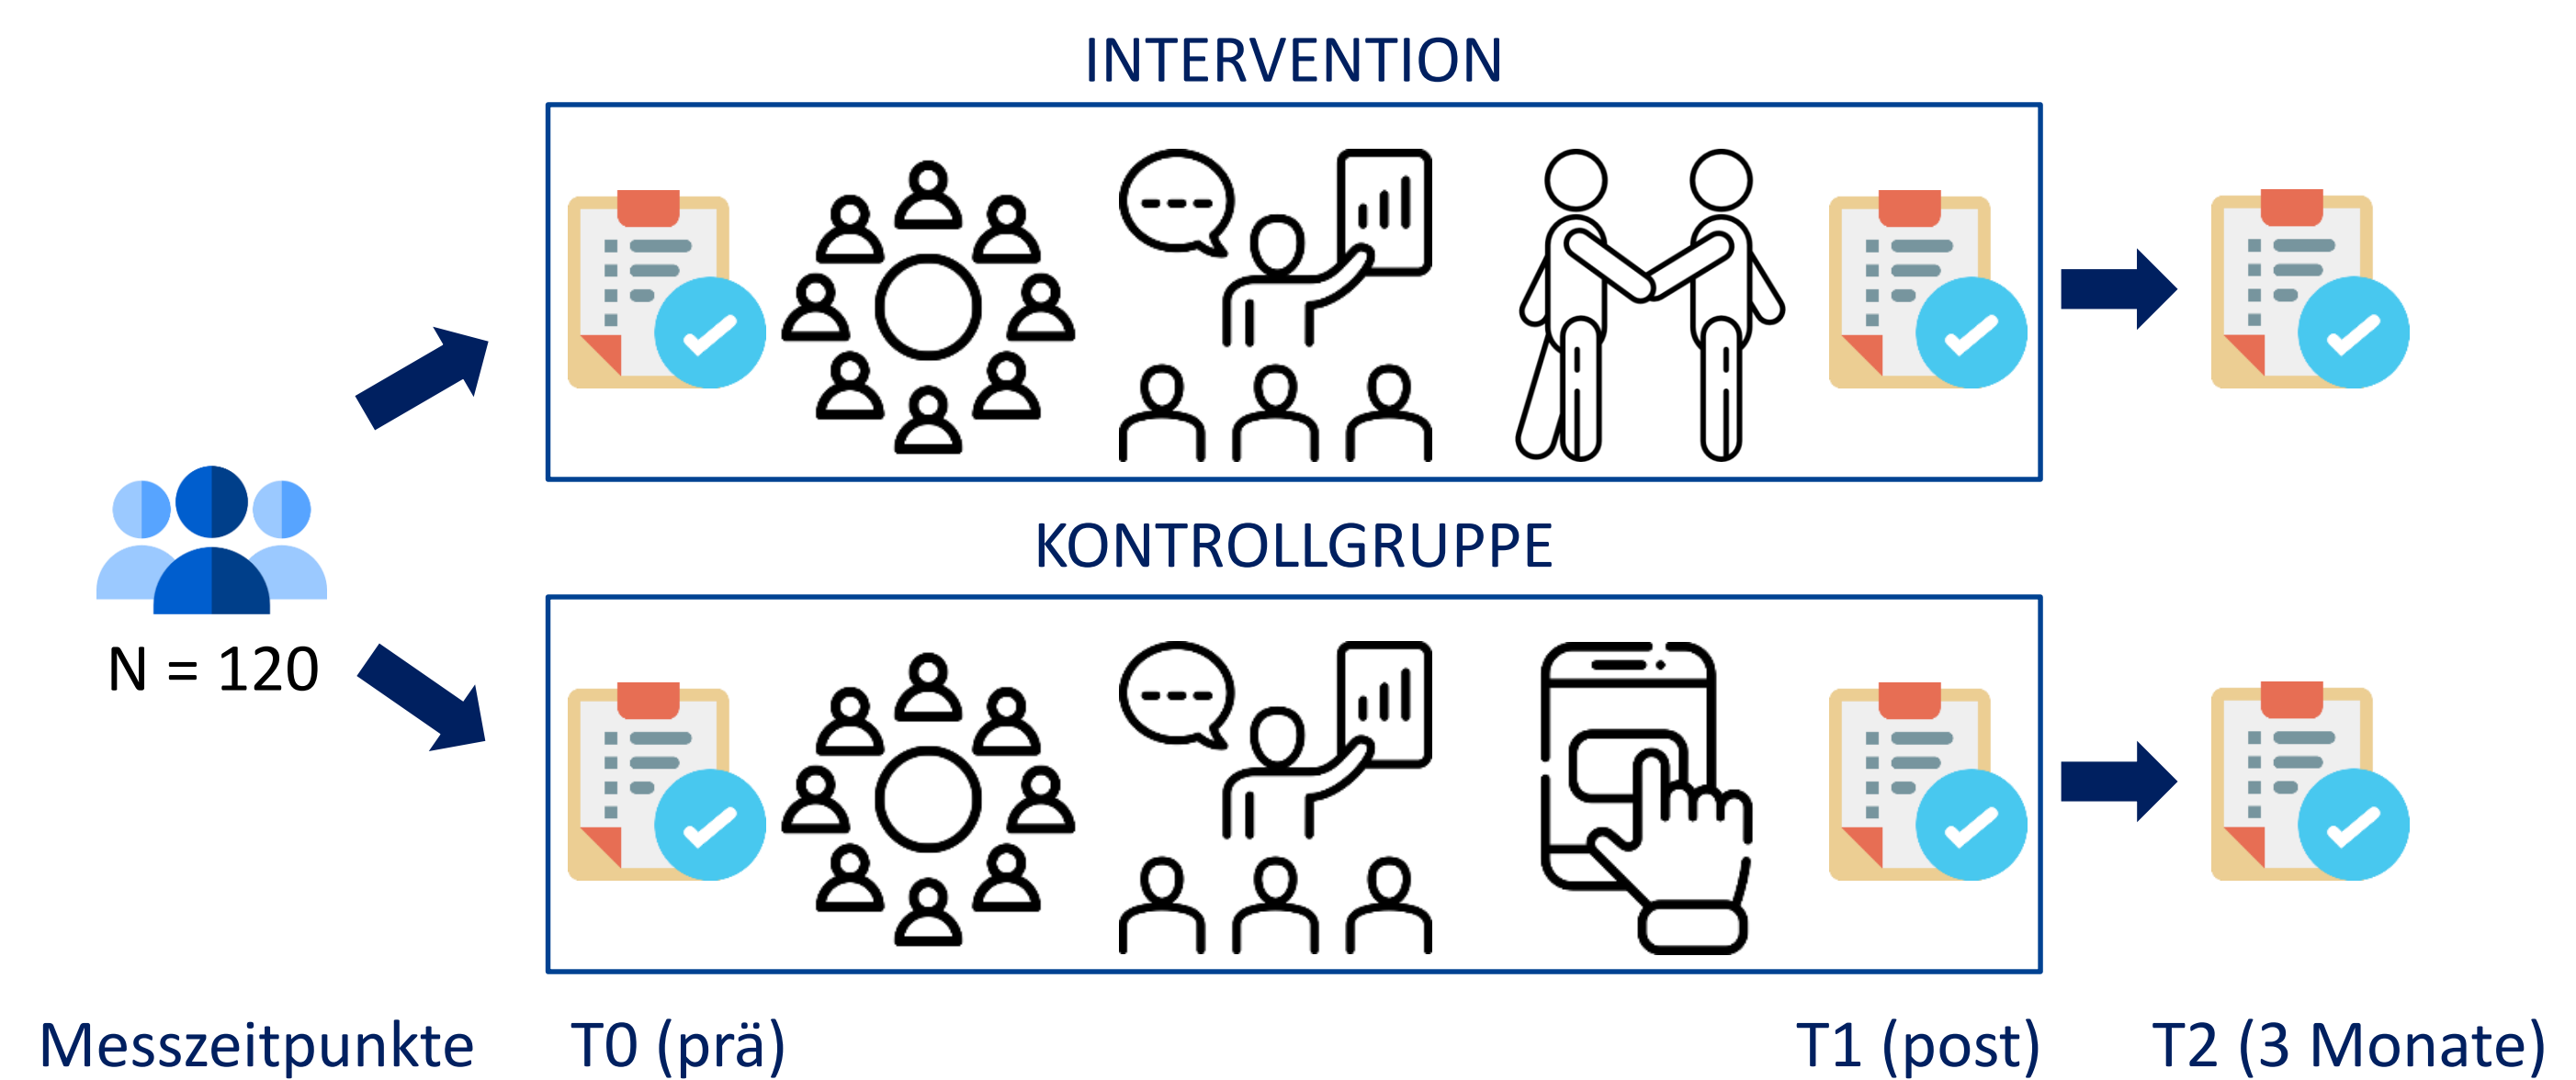 INTERVENTION
KONTROLLGRUPPE
N = 120
Messzeitpunkte
T0 (prä)
T1 (post)
T2 (3 Monate)